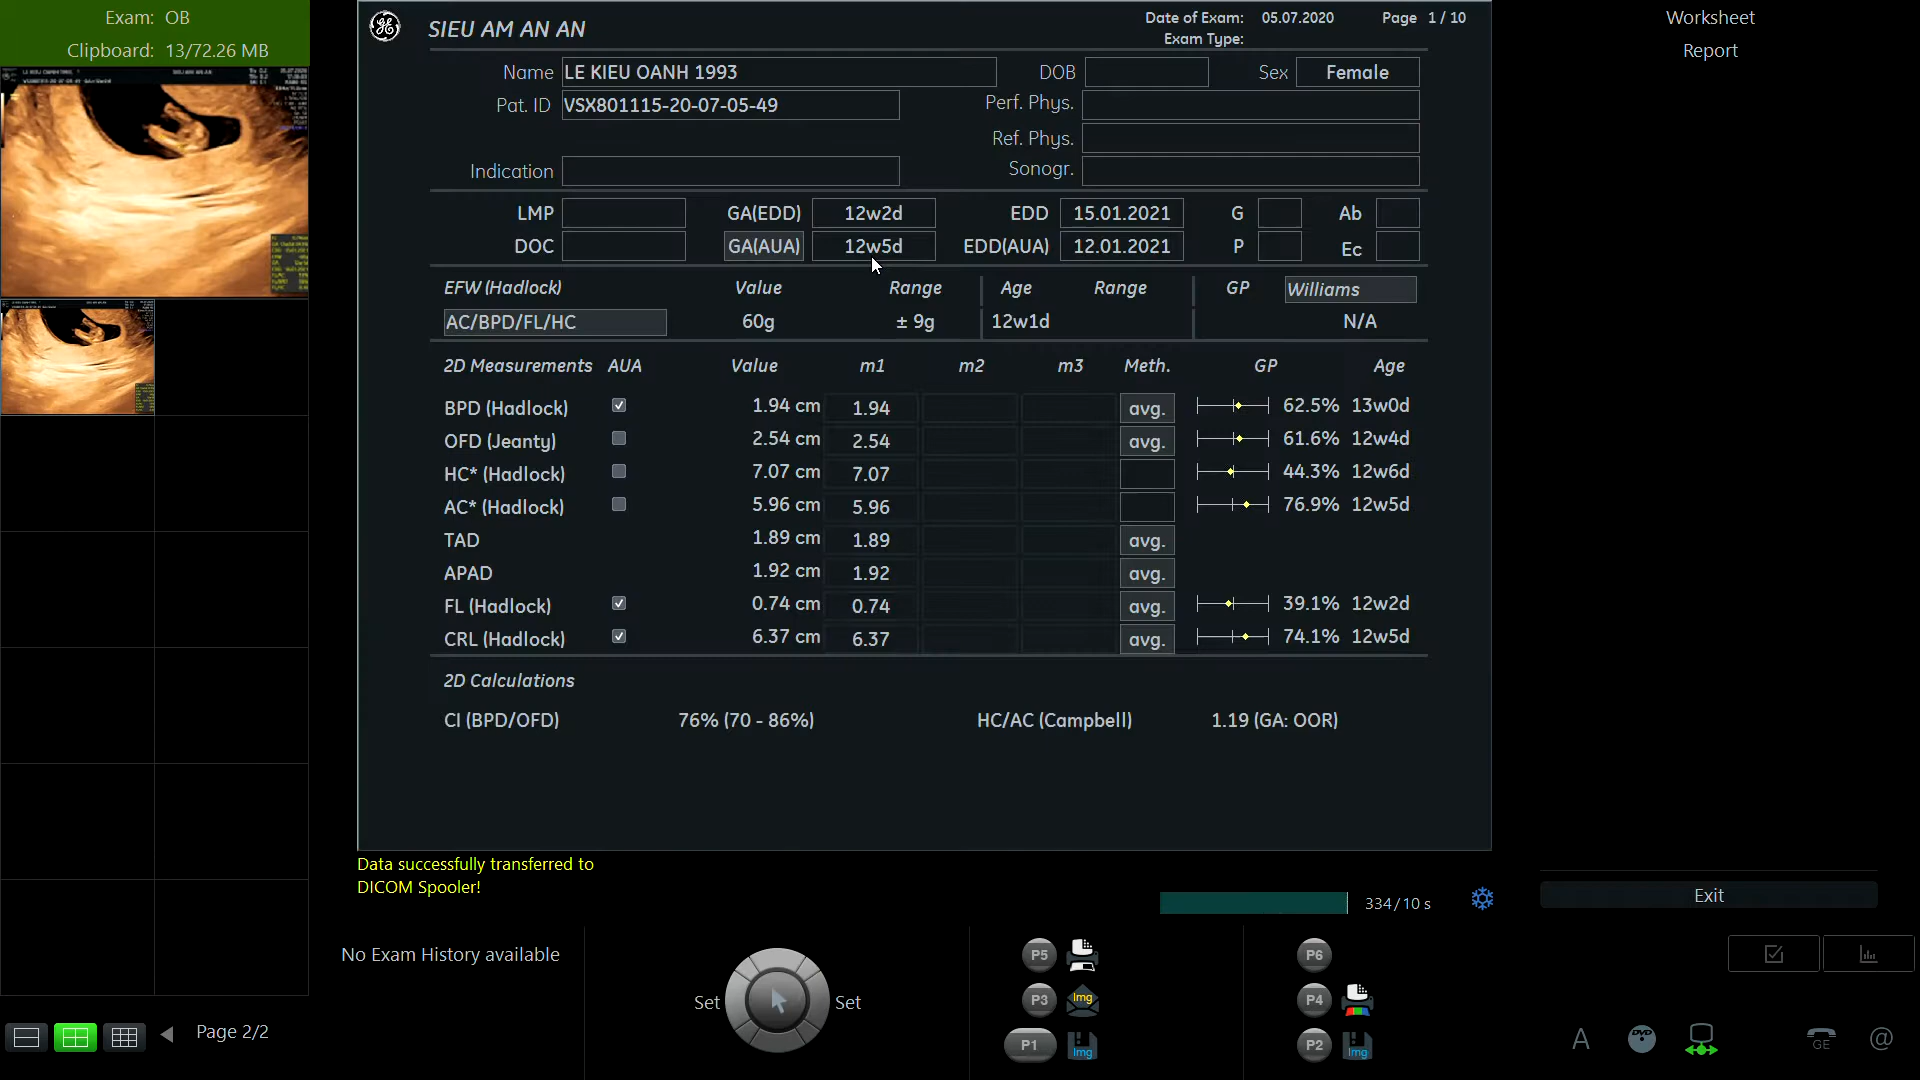 Exam: OB
Clipboard: 13/72.26 MB
SIEU AM AN AN
Date of Exam: 05.07.2020 Page 1 / 10
Exam Type:
Name LE KIEU OANH 1993 DOB Sex Female
Pat. ID VSX801115-20-07-05-49 Perf. Phys.
Ref. Phys.
Indication Sonogr.
LMP GA(EDD) 12w2d EDD 15.01.2021 G Ab
DOC GA(AUA) 12w5d EDD(AUA) 12.01.2021 P Ec
EFW (Hadlock) Value Range Age Range GP Williams
AC/BPD/FL/HC 60g ± 9g 12w1d N/A
2D Measurements AUA Value m1 m2 m3 Meth. GP Age
BPD (Hadlock) 1.94 cm 1.94 avg. 62.5% 13w0d
OFD (Jeanty) 2.54 cm 2.54 avg. 61.6% 12w4d
HC* (Hadlock) 7.07 cm 7.07 44.3% 12w6d
AC* (Hadlock) 5.96 cm 5.96 76.9% 12w5d
TAD 1.89 cm 1.89 avg.
APAD 1.92 cm 1.92 avg.
FL (Hadlock) 0.74 cm 0.74 avg. 39.1% 12w2d
CRL (Hadlock) 6.37 cm 6.37 avg. 74.1% 12w5d
2D Calculations
CI (BPD/OFD) 76% (70 - 86%) HC/AC (Campbell) 1.19 (GA: OOR)
Worksheet
Report
Data successfully transferred to
DICOM Spooler!
334/10 s
Exit
No Exam History available
Set Set
P5
P3 Img
P1 Img
P6
P4
P2 Img
Page 2/2
A DVD GE @